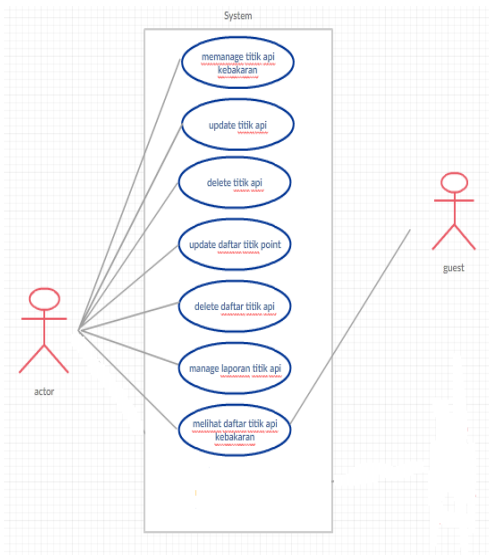 System
memanage titik api
kebakaran
update titik api
delete titik api
update daftar titik point
delete daftar titik api
manage laporan titik api
melihat daftar titik api
kebakaran
guest
actor